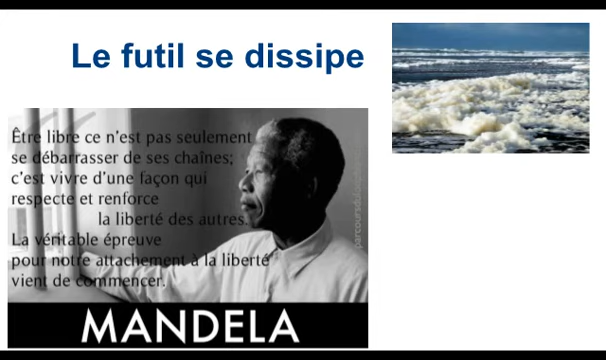 Le futil se dissipe
Être libre ce n'est pas seulement
se débarrasser de ses chaînes;
c'est vivre d'une façon qui
respecte et renforce
la liberté des autres.
La véritable épreuve
pour notre attachement à la liberté
vient de commencer.
MANDELA